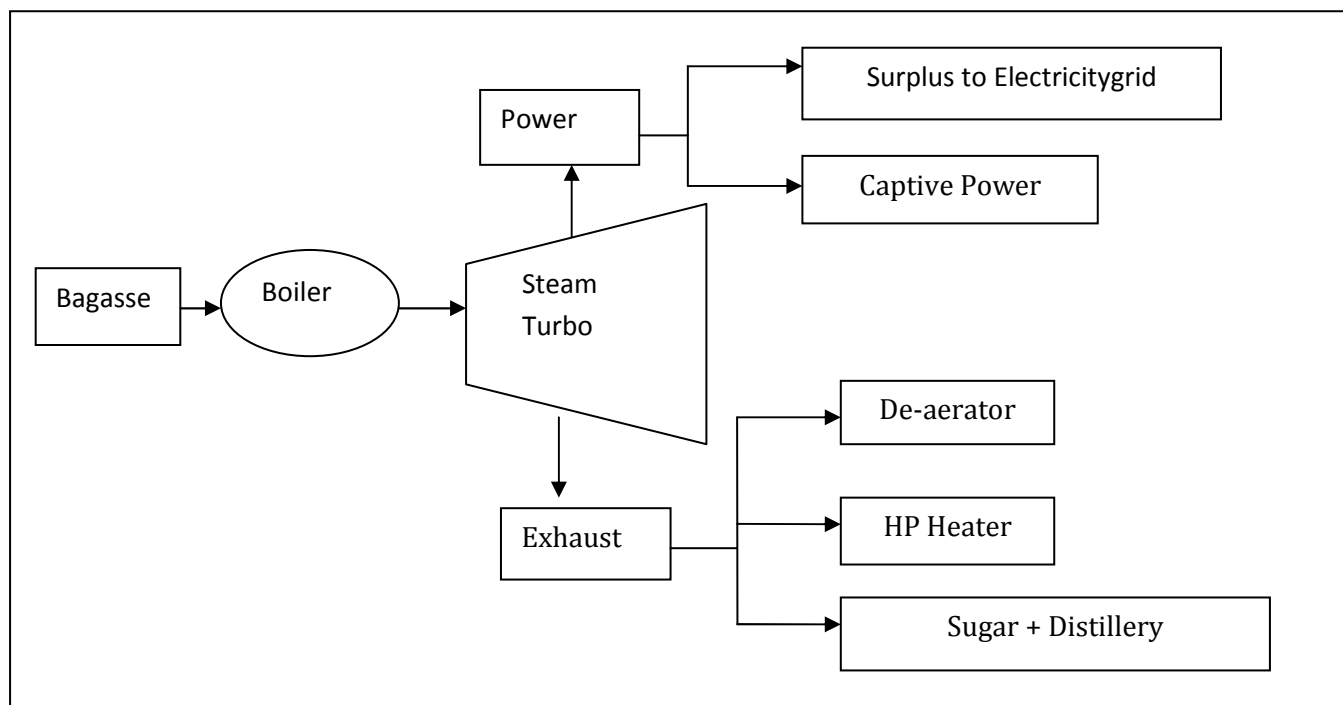 Surplus to Electricitygrid
Power
Captive Power
Bagasse
Boiler
Steam
Turbo
De-aerator
Exhaust
HP Heater
Sugar + Distillery